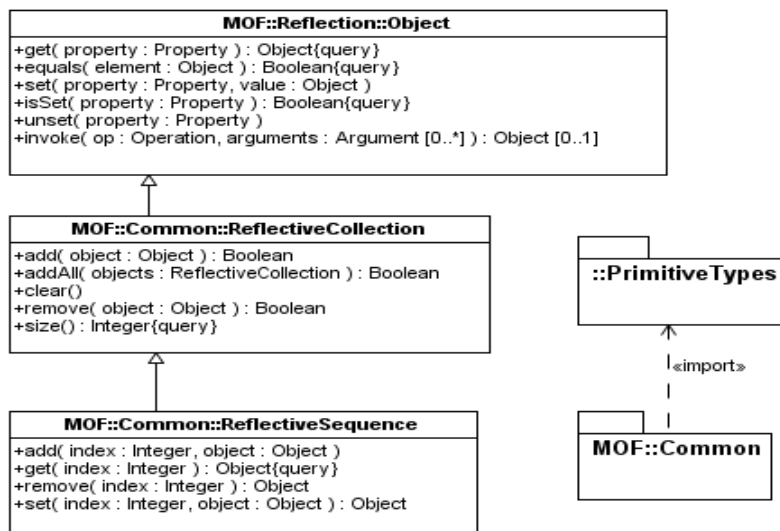 MOF::Reflection::Object
+get( property : Property ) : Object{query}
+equals( element : Object ) : Boolean{query}
+set( property : Property, value : Object )
+isSet( property : Property ) : Boolean{query}
+unset( property : Property )
+invoke( op : Operation, arguments : Argument [0..*] ) : Object [0..1]
MOF::Common::ReflectiveCollection
+add( object : Object ) : Boolean
+addAll( objects : ReflectiveCollection ) : Boolean
+clear()
+remove( object : Object ) : Boolean
+size() : Integer{query}
MOF::Common::ReflectiveSequence
+add( index : Integer, object : Object )
+get( index : Integer ) : Object{query}
+remove( index : Integer ) : Object
+set( index : Integer, object : Object ) : Object
::PrimitiveTypes
«import»
MOF::Common